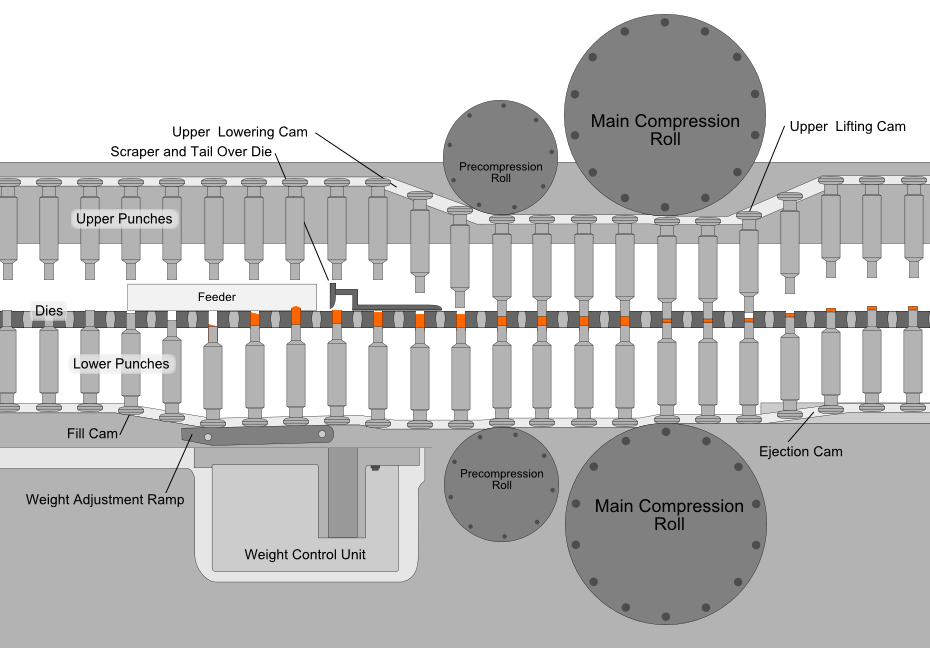 Main Compression
Roll
Upper  Lowering Cam
Upper  Lifting Cam
Scraper and Tail Over Die
Precompression
Roll
Upper Punches
Feeder
Dies
Lower Punches
Fill Cam
Ejection Cam
Precompression
Roll
Weight Adjustment Ramp
Main Compression
Roll
Weight Control Unit